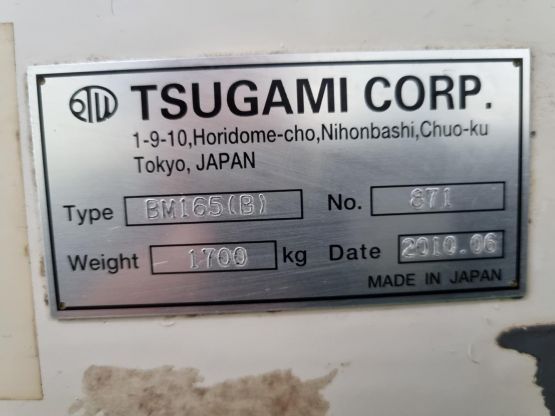 TSUGAMI CORP.
1-9-10,Horidome-cho,Nihonbashi,Chuo-ku
Tokyo, JAPAN
Type BM165(B) No. 871
Weight 1700 kg Date 2010.06
MADE IN JAPAN